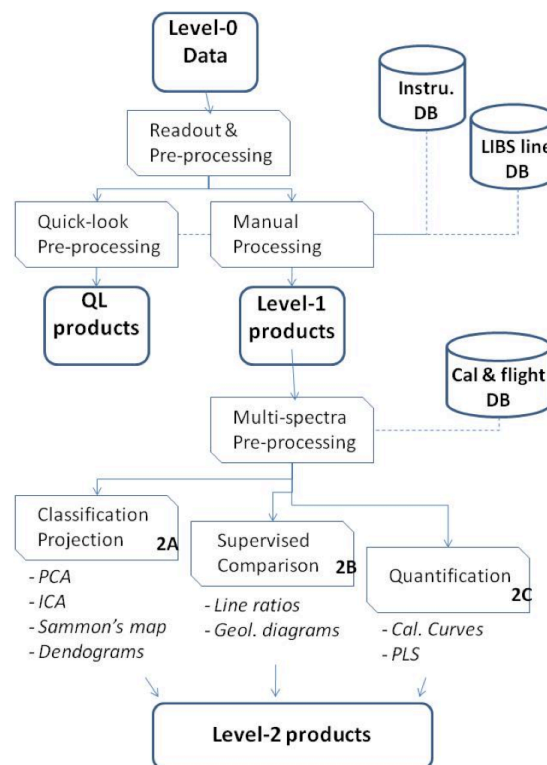 Level-0
Data
Instru.
DB
LIBS line
DB
Readout &
Pre-processing
Quick-look
Pre-processing
Manual
Processing
QL
products
Level-1
products
Cal & flight
DB
Multi-spectra
Pre-processing
Classification
Projection 2A
- PCA
- ICA
- Sammon's map
- Dendograms
Supervised
Comparison 2B
- Line ratios
- Geol. diagrams
Quantification
2C
- Cal. Curves
- PLS
Level-2 products